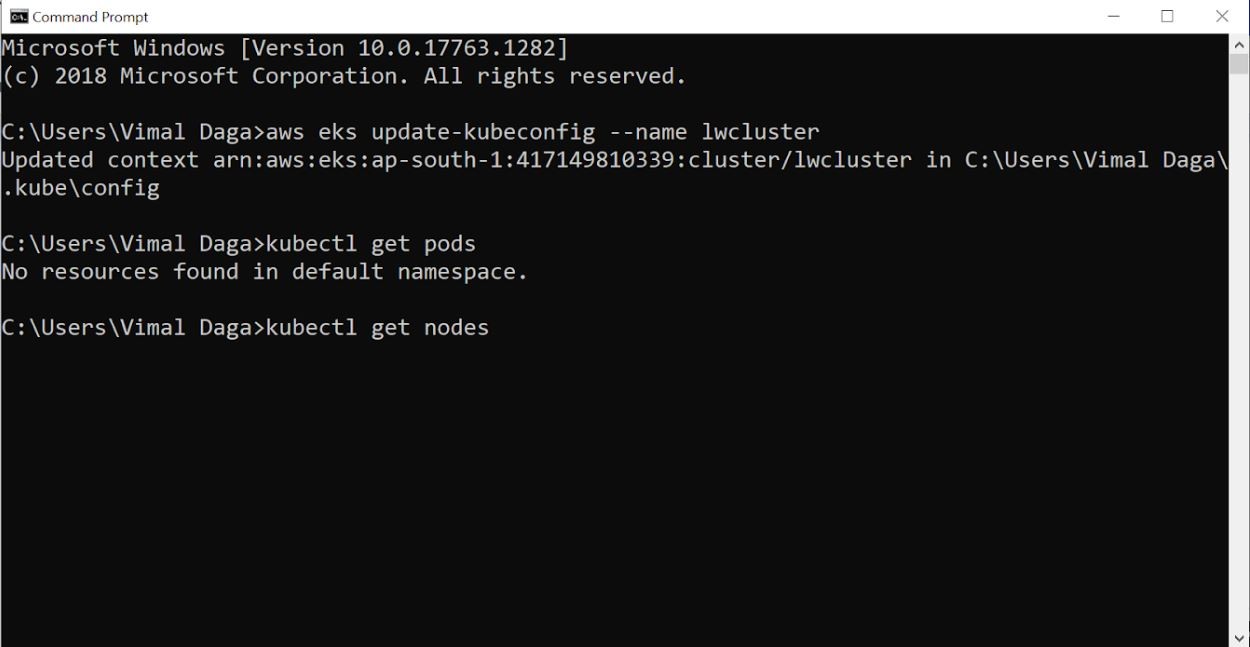 Command Prompt
Microsoft Windows [Version 10.0.17763.1282]
(c) 2018 Microsoft Corporation. All rights reserved.
C:\Users\Vimal Daga>aws eks update-kubeconfig --name lwcluster
Updated context arn:aws:eks:ap-south-1:417149810339:cluster/lwcluster in C:\Users\Vimal Daga\
.kube\config
C:\Users\Vimal Daga>kubectl get pods
No resources found in default namespace.
C:\Users\Vimal Daga>kubectl get nodes